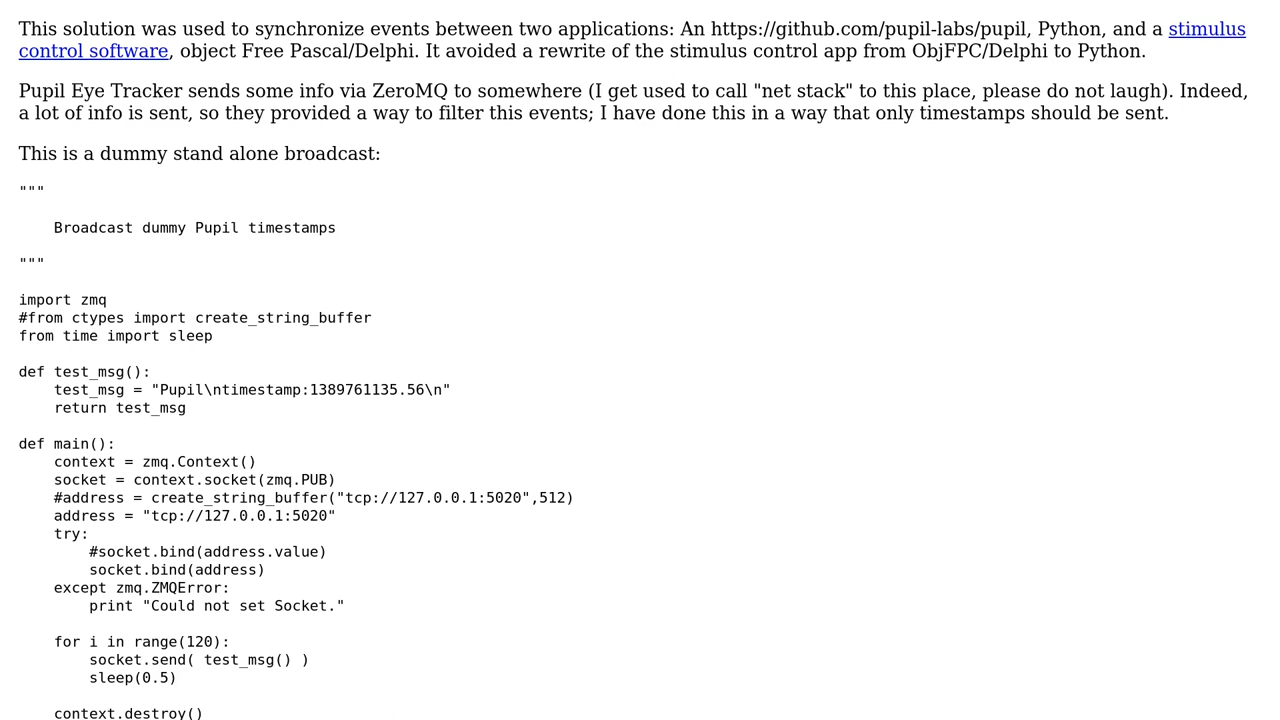 This solution was used to synchronize events between two applications: An https://github.com/pupil-labs/pupil, Python, and a stimulus
control software, object Free Pascal/Delphi. It avoided a rewrite of the stimulus control app from ObjFPC/Delphi to Python.
Pupil Eye Tracker sends some info via ZeroMQ to somewhere (I get used to call "net stack" to this place, please do not laugh). Indeed,
a lot of info is sent, so they provided a way to filter this events; I have done this in a way that only timestamps should be sent.
This is a dummy stand alone broadcast:
"""
    Broadcast dummy Pupil timestamps
"""
import zmq
#from ctypes import create_string_buffer
from time import sleep
def test_msg():
    test_msg = "Pupil\ntimestamp:1389761135.56\n"
    return test_msg
def main():
    context = zmq.Context()
    socket = context.socket(zmq.PUB)
    #address = create_string_buffer("tcp://127.0.0.1:5020",512)
    address = "tcp://127.0.0.1:5020"
    try:
        #socket.bind(address.value)
        socket.bind(address)
    except zmq.ZMQError:
        print "Could not set Socket."
    for i in range(120):
        socket.send( test_msg() )
        sleep(0.5)
    context.destroy()